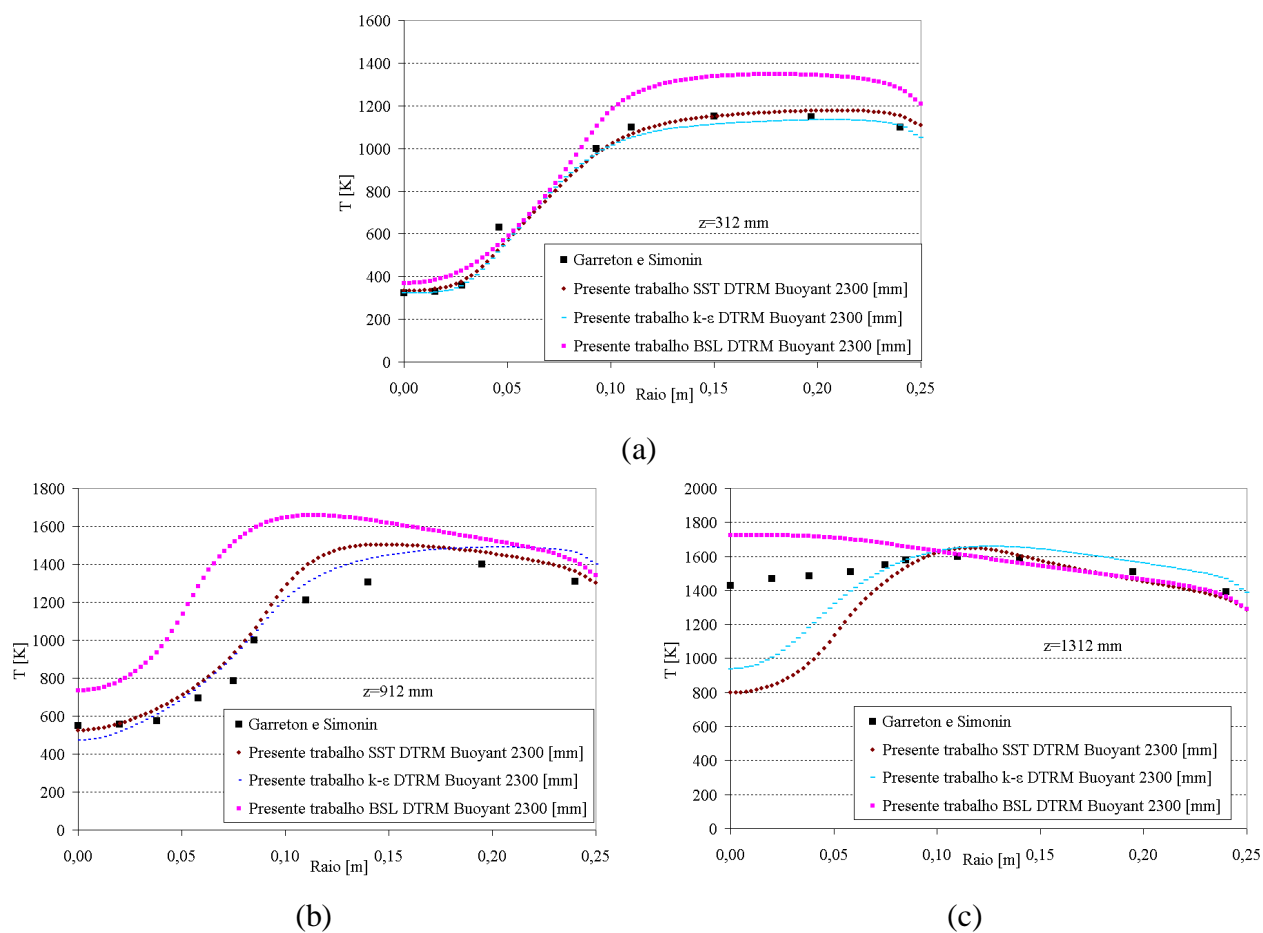 1600
1400
1200
1000
800
600
400
200
0
T [K]
0,00 0,05 0,10 0,15 0,20 0,25
Raio [m]
z=312 mm
Garreton e Simonin
Presente trabalho SST DTRM Buoyant 2300 [mm]
Presente trabalho k-ε DTRM Buoyant 2300 [mm]
Presente trabalho BSL DTRM Buoyant 2300 [mm]
(a)
1800
1600
1400
1200
1000
800
600
400
200
0
T [K]
0,00 0,05 0,10 0,15 0,20 0,25
Raio [m]
z=912 mm
Garreton e Simonin
Presente trabalho SST DTRM Buoyant 2300 [mm]
Presente trabalho k-ε DTRM Buoyant 2300 [mm]
Presente trabalho BSL DTRM Buoyant 2300 [mm]
(b)
2000
1800
1600
1400
1200
1000
800
600
400
200
0
T [K]
0,00 0,05 0,10 0,15 0,20 0,25
Raio [m]
z=1312 mm
Garreton e Simonin
Presente trabalho SST DTRM Buoyant 2300 [mm]
Presente trabalho k-ε DTRM Buoyant 2300 [mm]
Presente trabalho BSL DTRM Buoyant 2300 [mm]
(c)